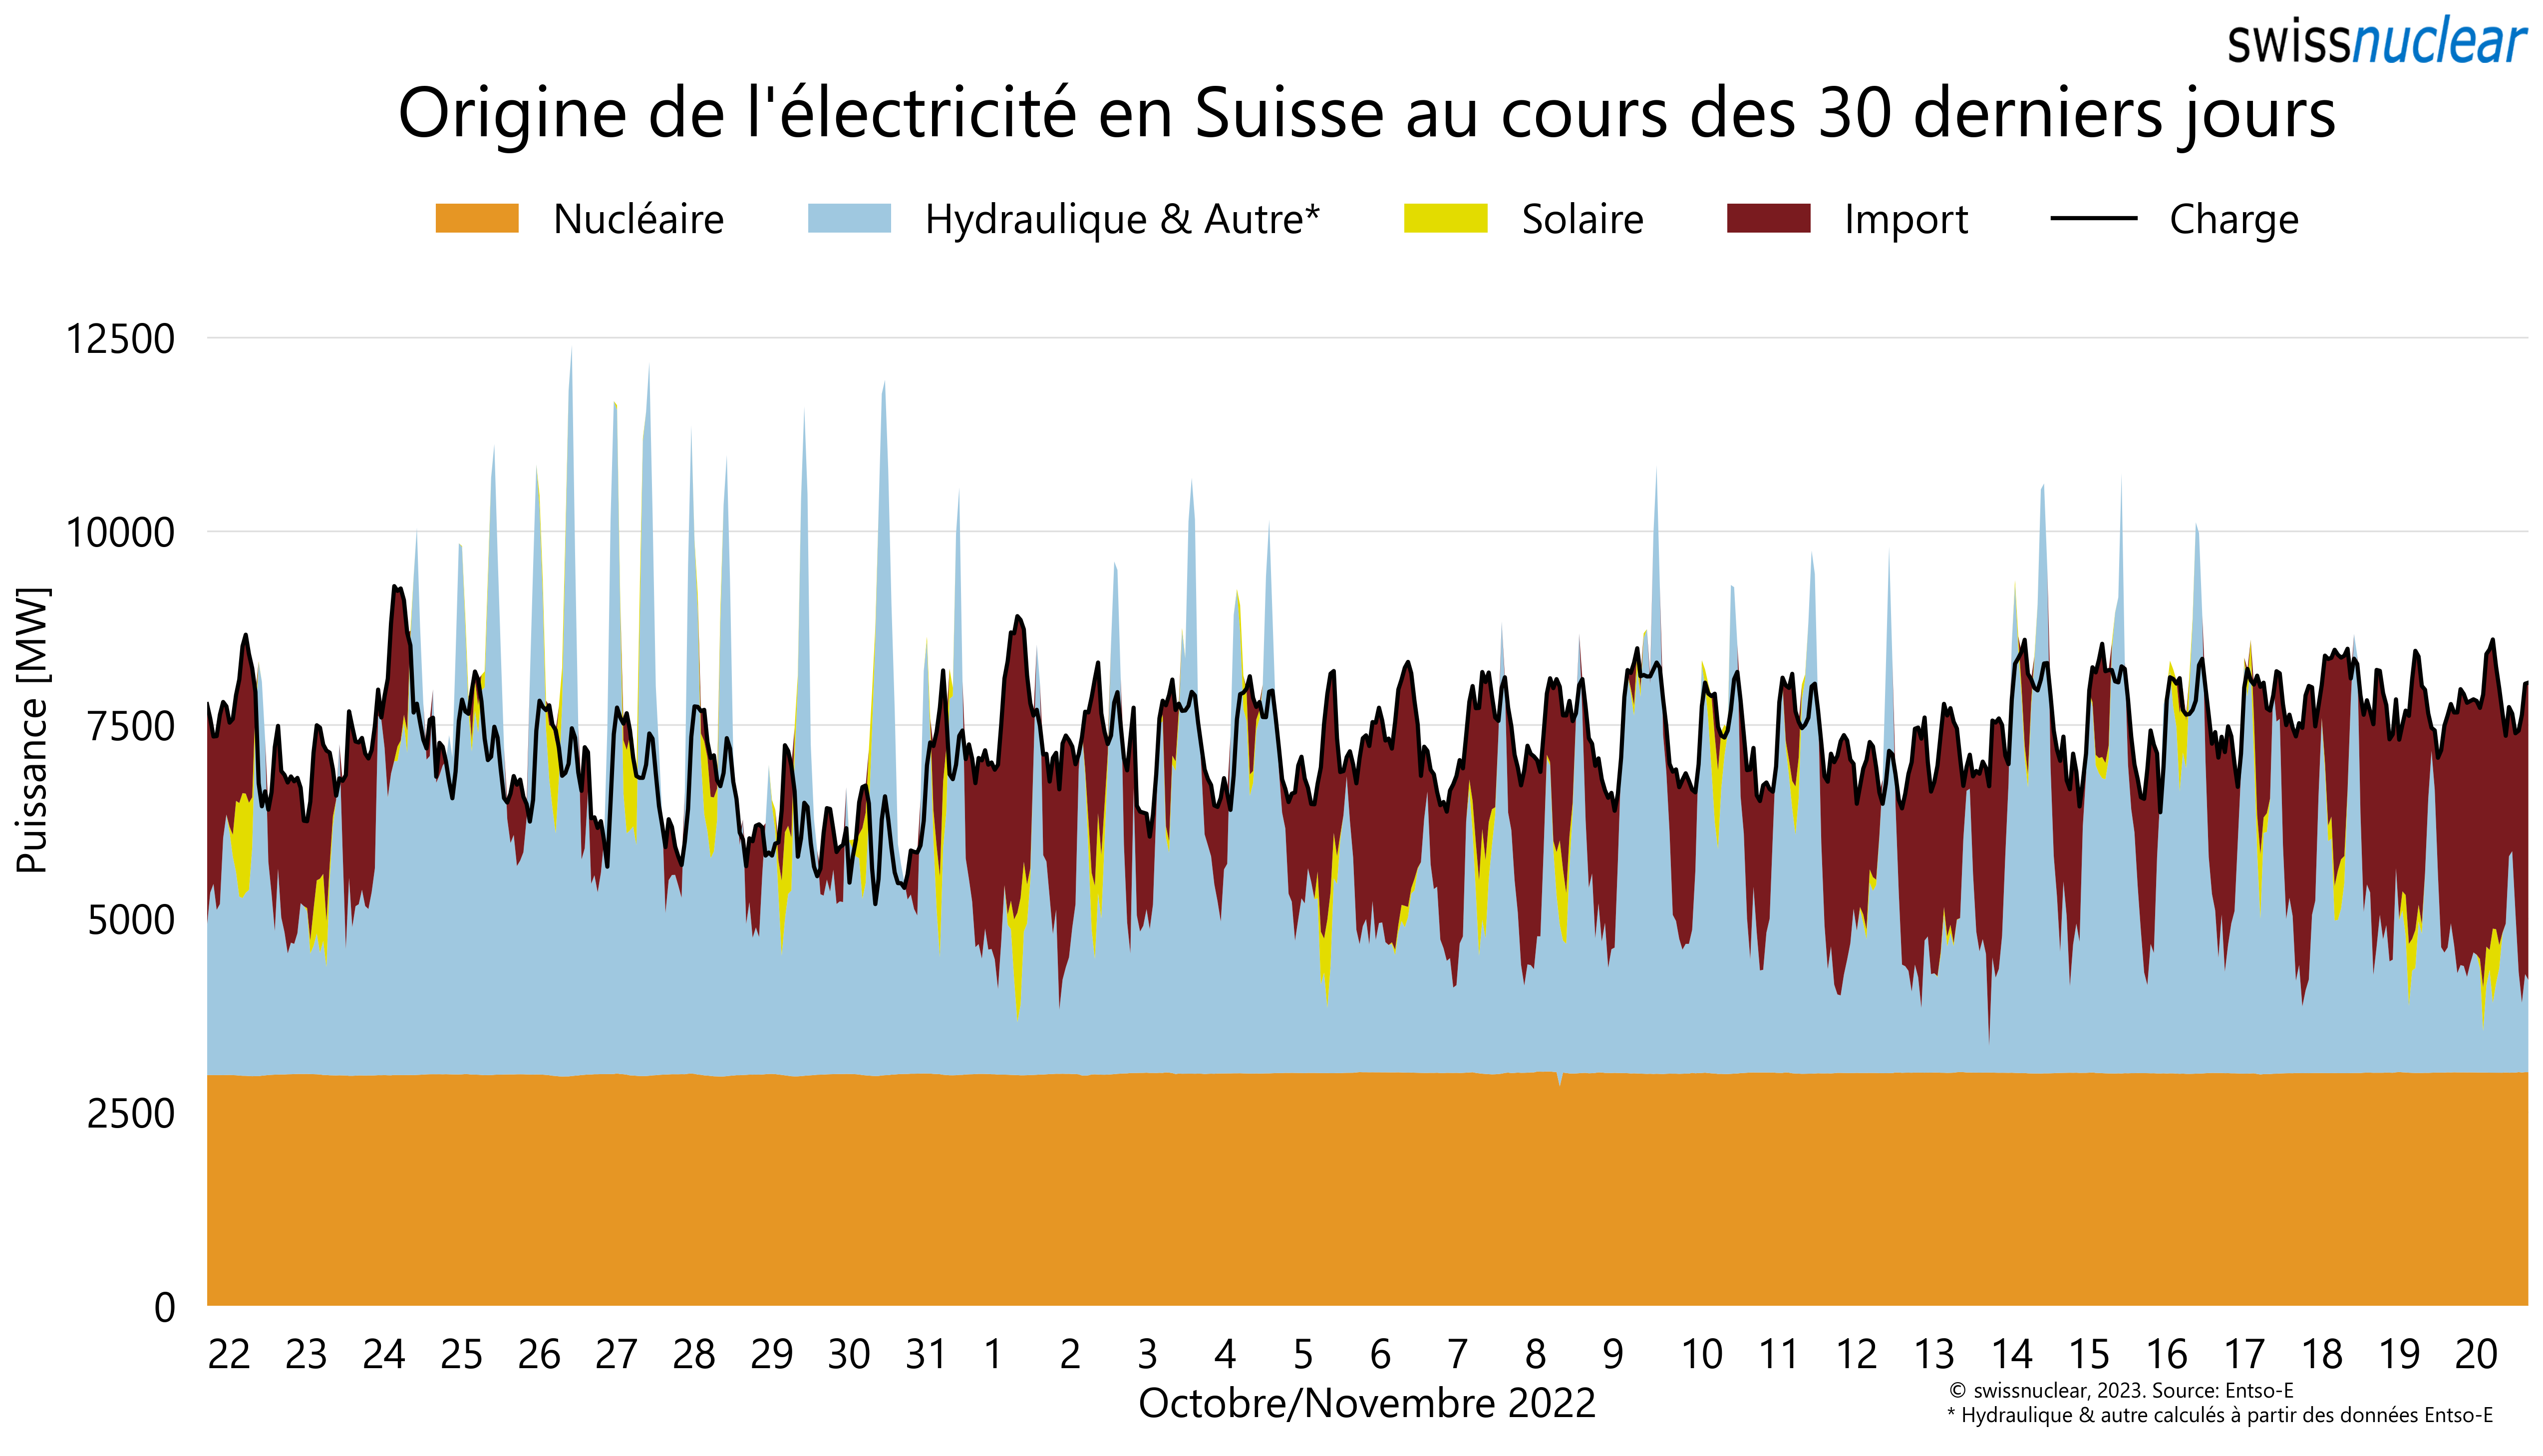 swissnuclear
Origine de l'électricité en Suisse au cours des 30 derniers jours
Nucléaire Hydraulique & Autre* Solaire Import Charge
Puissance [MW]
12500
10000
7500
5000
2500
0
22 23 24 25 26 27 28 29 30 31 1 2 3 4 5 6 7 8 9 10 11 12 13 14 15 16 17 18 19 20
Octobre/Novembre 2022
© swissnuclear, 2023. Source: Entso-E
* Hydraulique & autre calculés à partir des données Entso-E